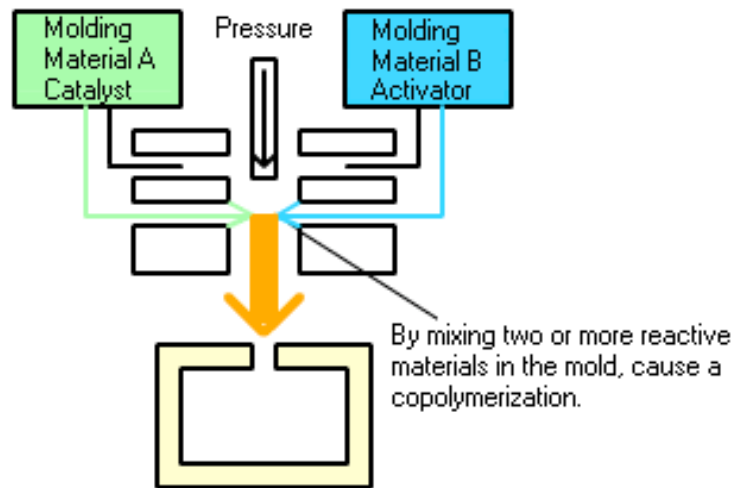 Molding
Material A
Catalyst
Pressure
Molding
Material B
Activator
By mixing two or more reactive
materials in the mold, cause a
copolymerization.